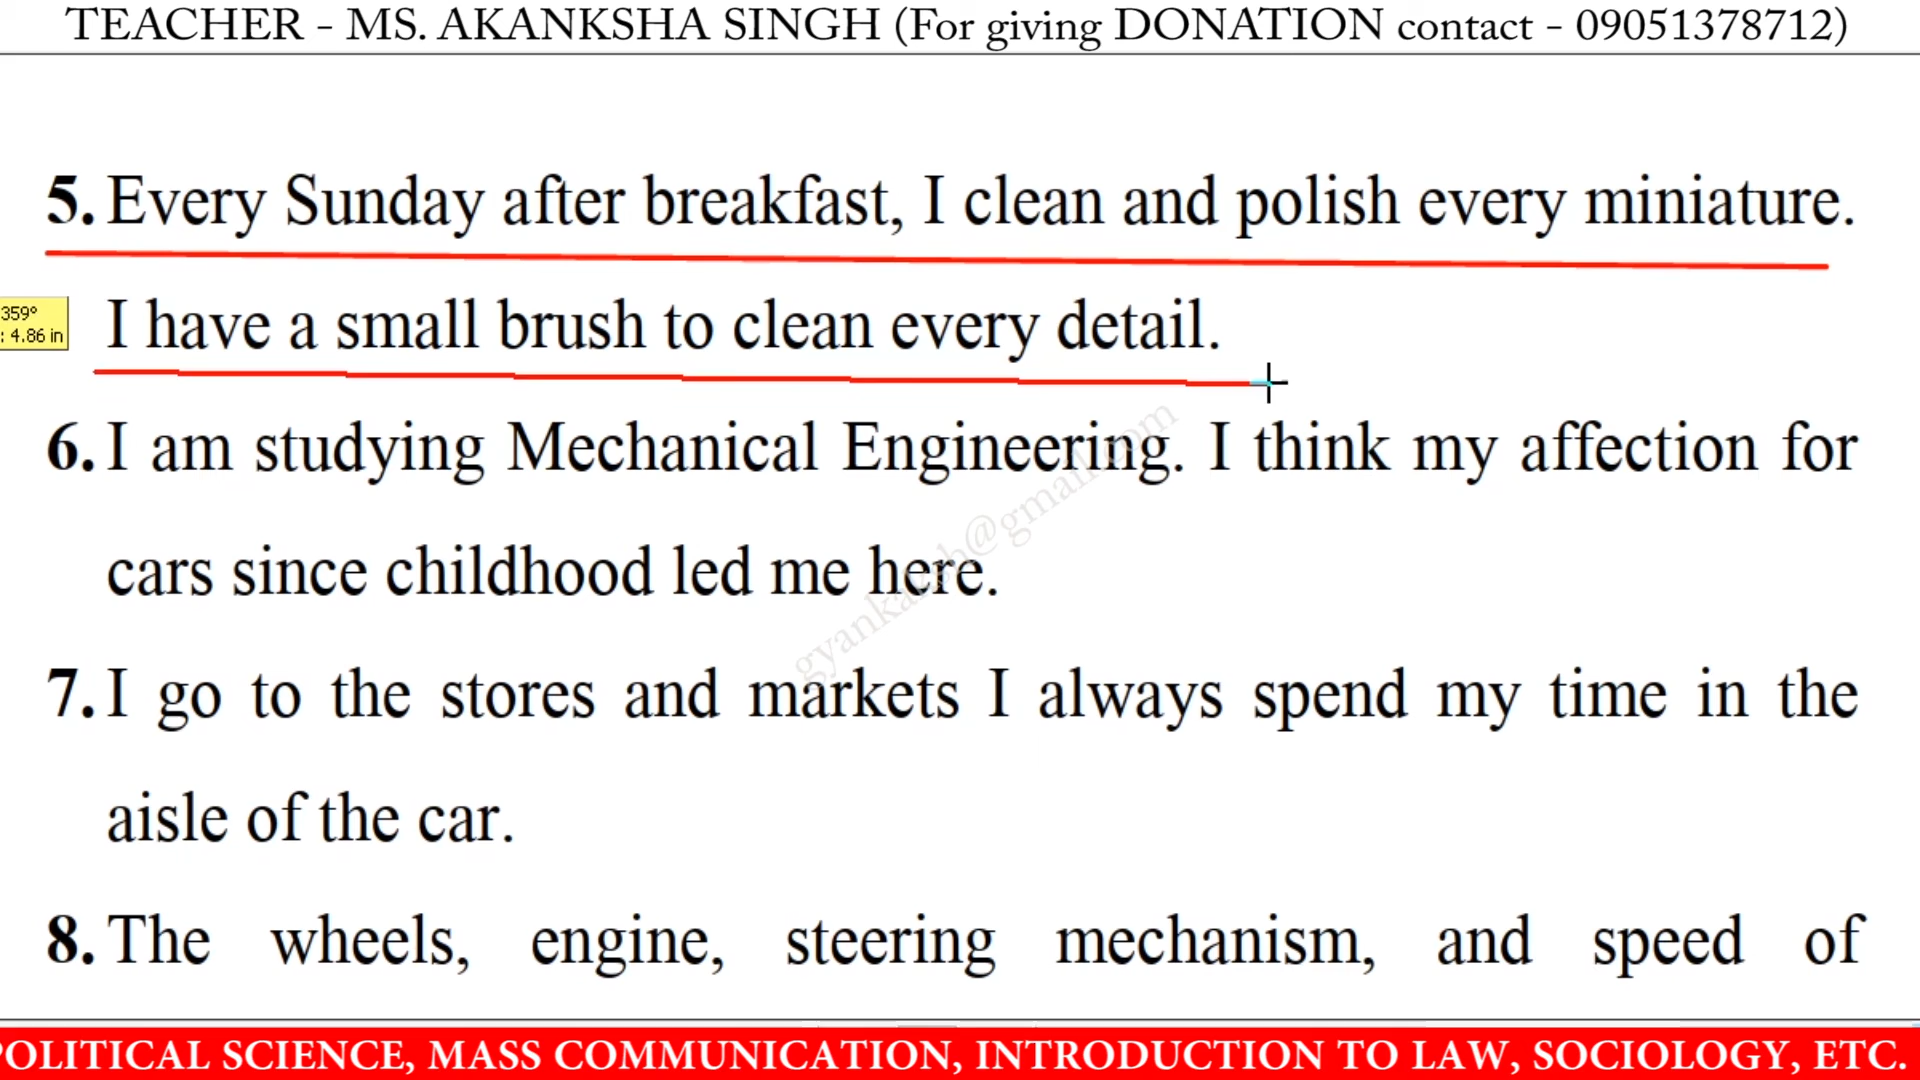 TEACHER - MS. AKANKSHA SINGH (For giving DONATION contact - 09051378712)
5. Every Sunday after breakfast, I clean and polish every miniature.
359°
: 4.86 in
I have a small brush to clean every detail.
6. I am studying Mechanical Engineering. I think my affection for
cars since childhood led me here.
gyankaksh@gmail.com
7. I go to the stores and markets I always spend my time in the
aisle of the car.
8. The wheels, engine, steering mechanism, and speed of
POLITICAL SCIENCE, MASS COMMUNICATION, INTRODUCTION TO LAW, SOCIOLOGY, ETC.